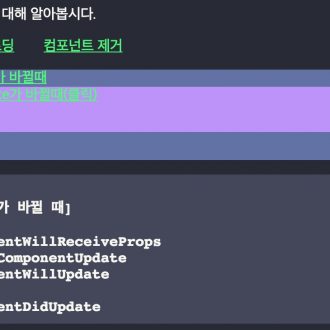 대해 알아봅시다.
딩 컴포넌트 제거
가 바뀔때
te가 바뀔때(클릭)
가 바뀔 때]
entWillReceiveProps
ComponentUpdate
entWillUpdate
entDidUpdate